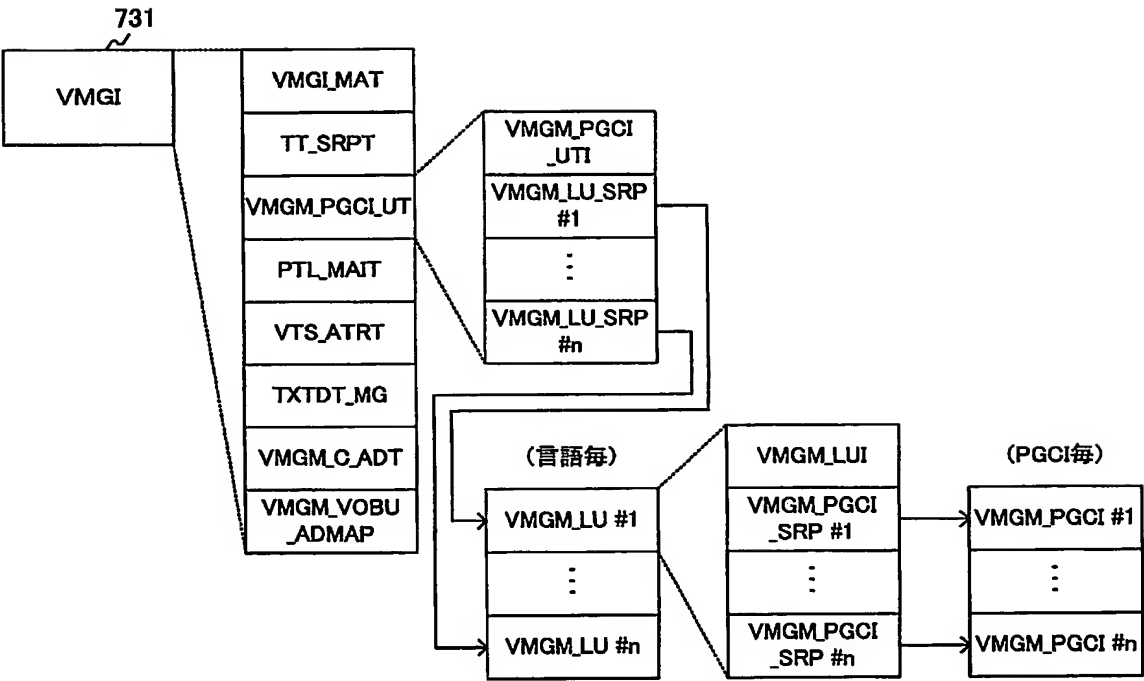 731
VMGI
VMGI_MAT
TT_SRPT
VMGM_PGCI_UT
PTL_MAIT
VTS_ATRT
TXTDT_MG
VMGM_C_ADT
VMGM_VOBU
_ADMAP
VMGM_PGCI
_UTI
VMGM_LU_SRP
#1
⋮
VMGM_LU_SRP
#n
(言語毎)
VMGM_LU #1
⋮
VMGM_LU #n
VMGM_LUI
VMGM_PGCI
_SRP #1
⋮
VMGM_PGCI
_SRP #n
(PGCI毎)
VMGM_PGCI #1
⋮
VMGM_PGCI #n